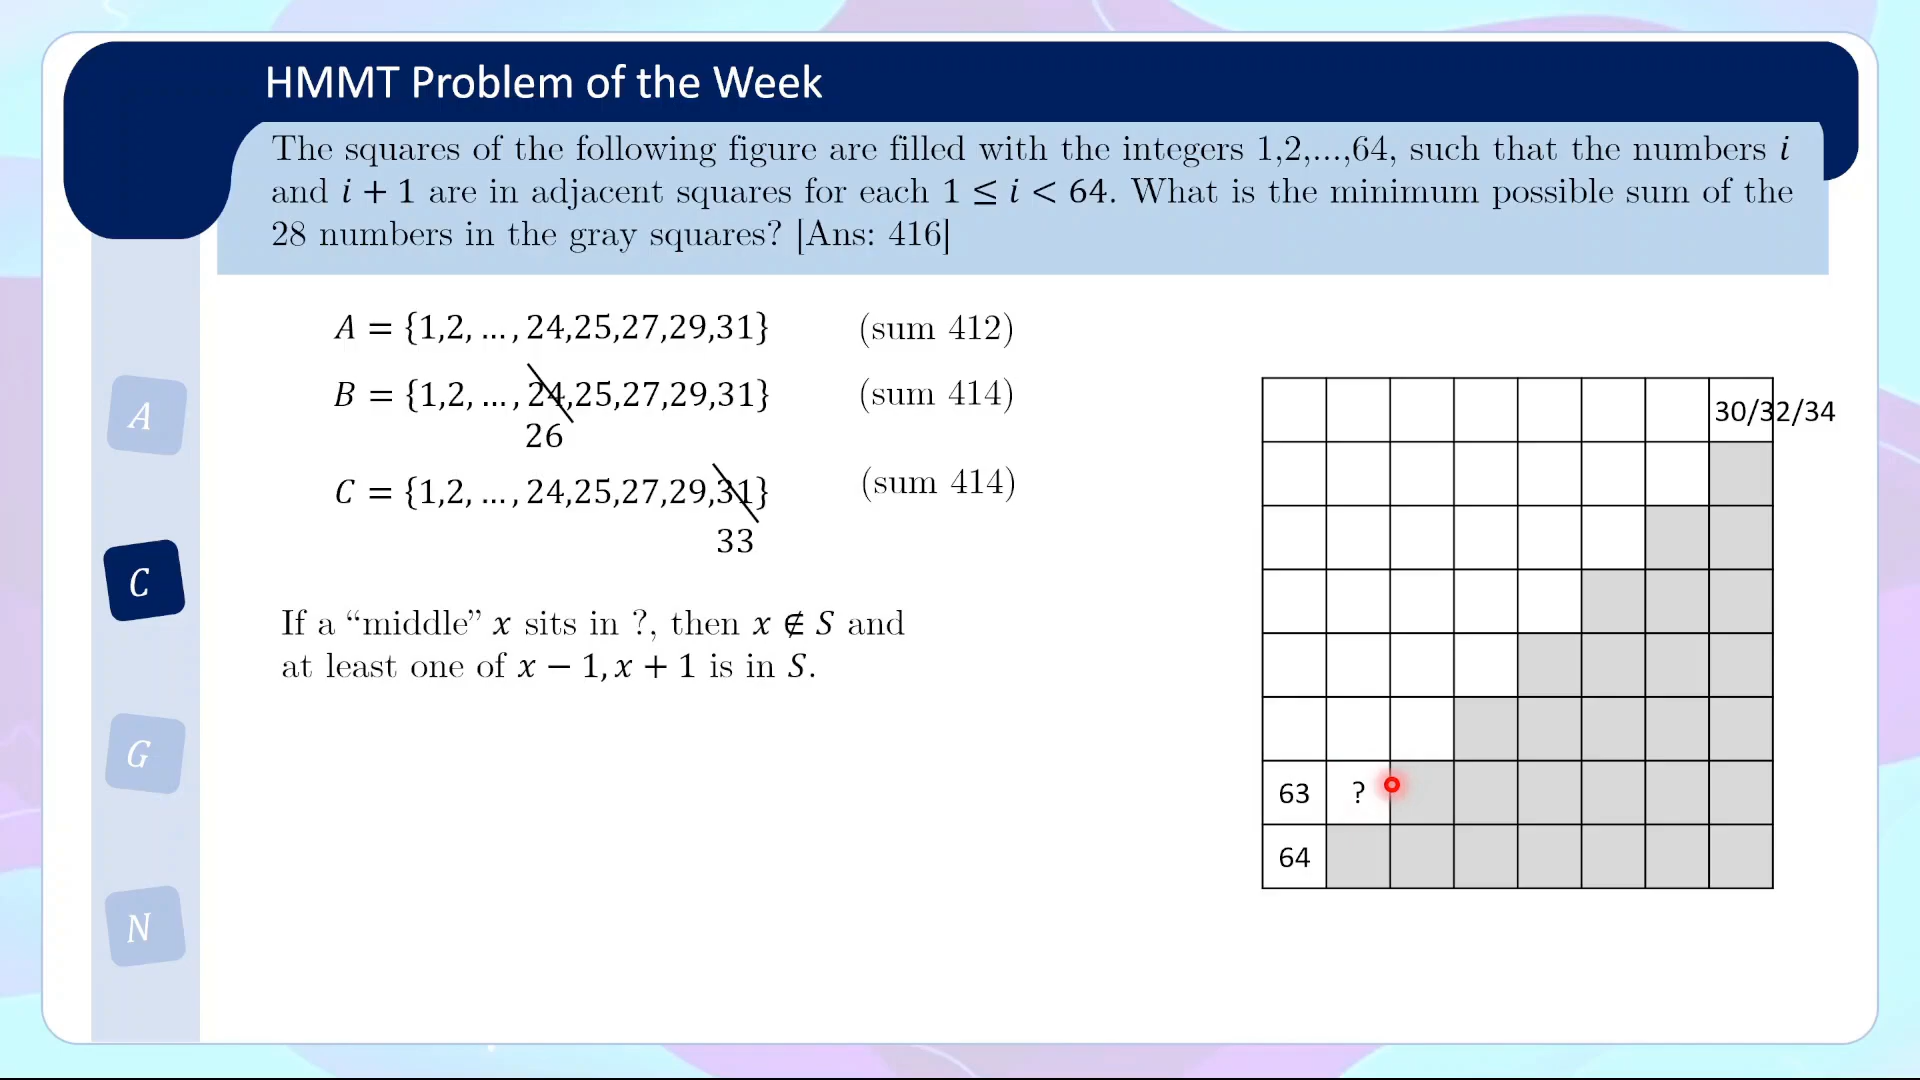 HMMT Problem of the Week
The squares of the following figure are filled with the integers 1,2,...,64, such that the numbers i
and i + 1 are in adjacent squares for each 1 ≤ i < 64. What is the minimum possible sum of the
28 numbers in the gray squares? [Ans: 416]
A = {1,2, … , 24,25,27,29,31} (sum 412)
B = {1,2, … , 24,25,27,29,31} (sum 414)
26
C = {1,2, … , 24,25,27,29,31} (sum 414)
33
If a “middle” x sits in ?, then x ∉ S and
at least one of x − 1, x + 1 is in S.
A
C
G
N
30/32/34
63 ?
64